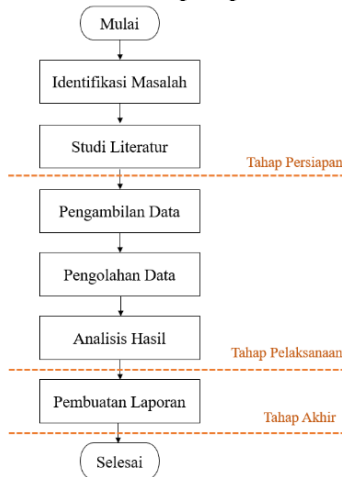 Mulai
Identifikasi Masalah
Studi Literatur
Tahap Persiapan
Pengambilan Data
Pengolahan Data
Analisis Hasil
Tahap Pelaksanaan
Pembuatan Laporan
Tahap Akhir
Selesai